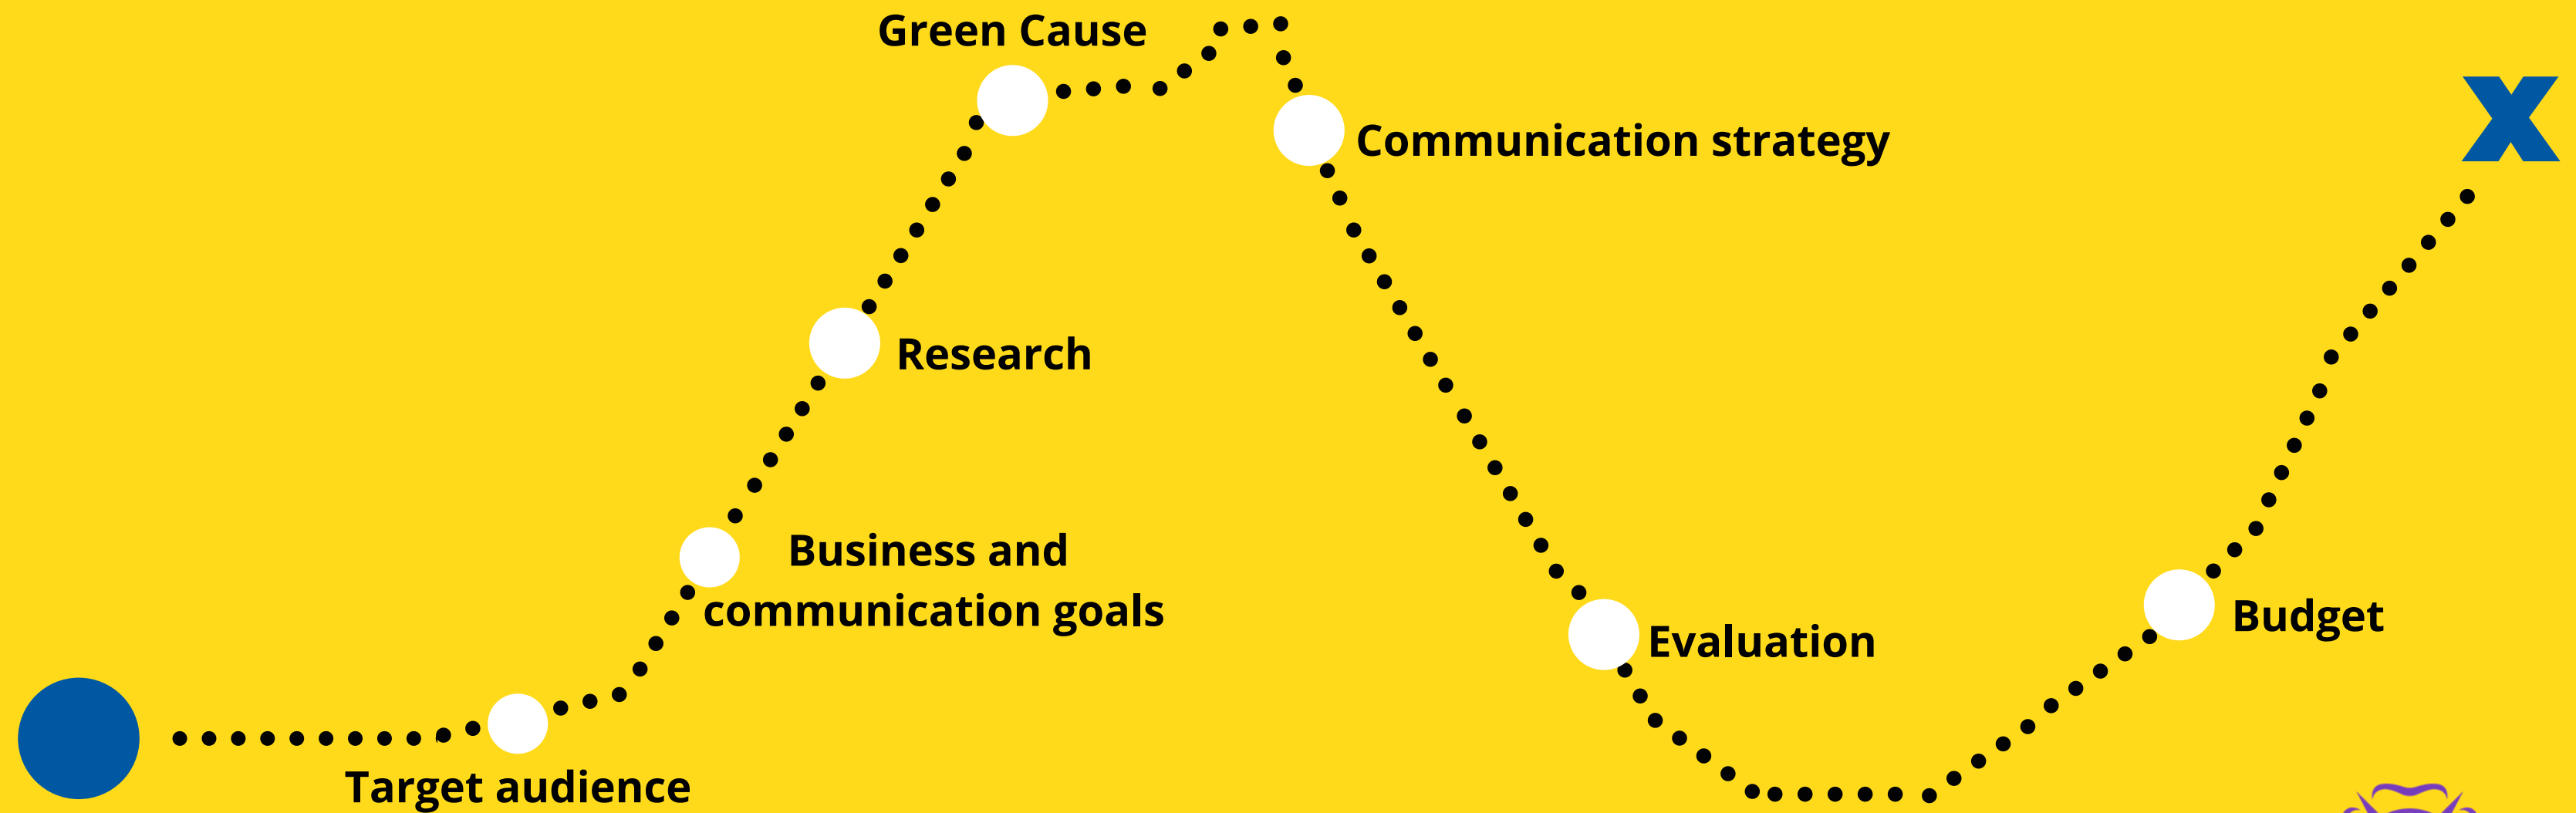 Green Cause
X
Communication strategy
Research
Business and
communication goals
Evaluation
Budget
Target audience